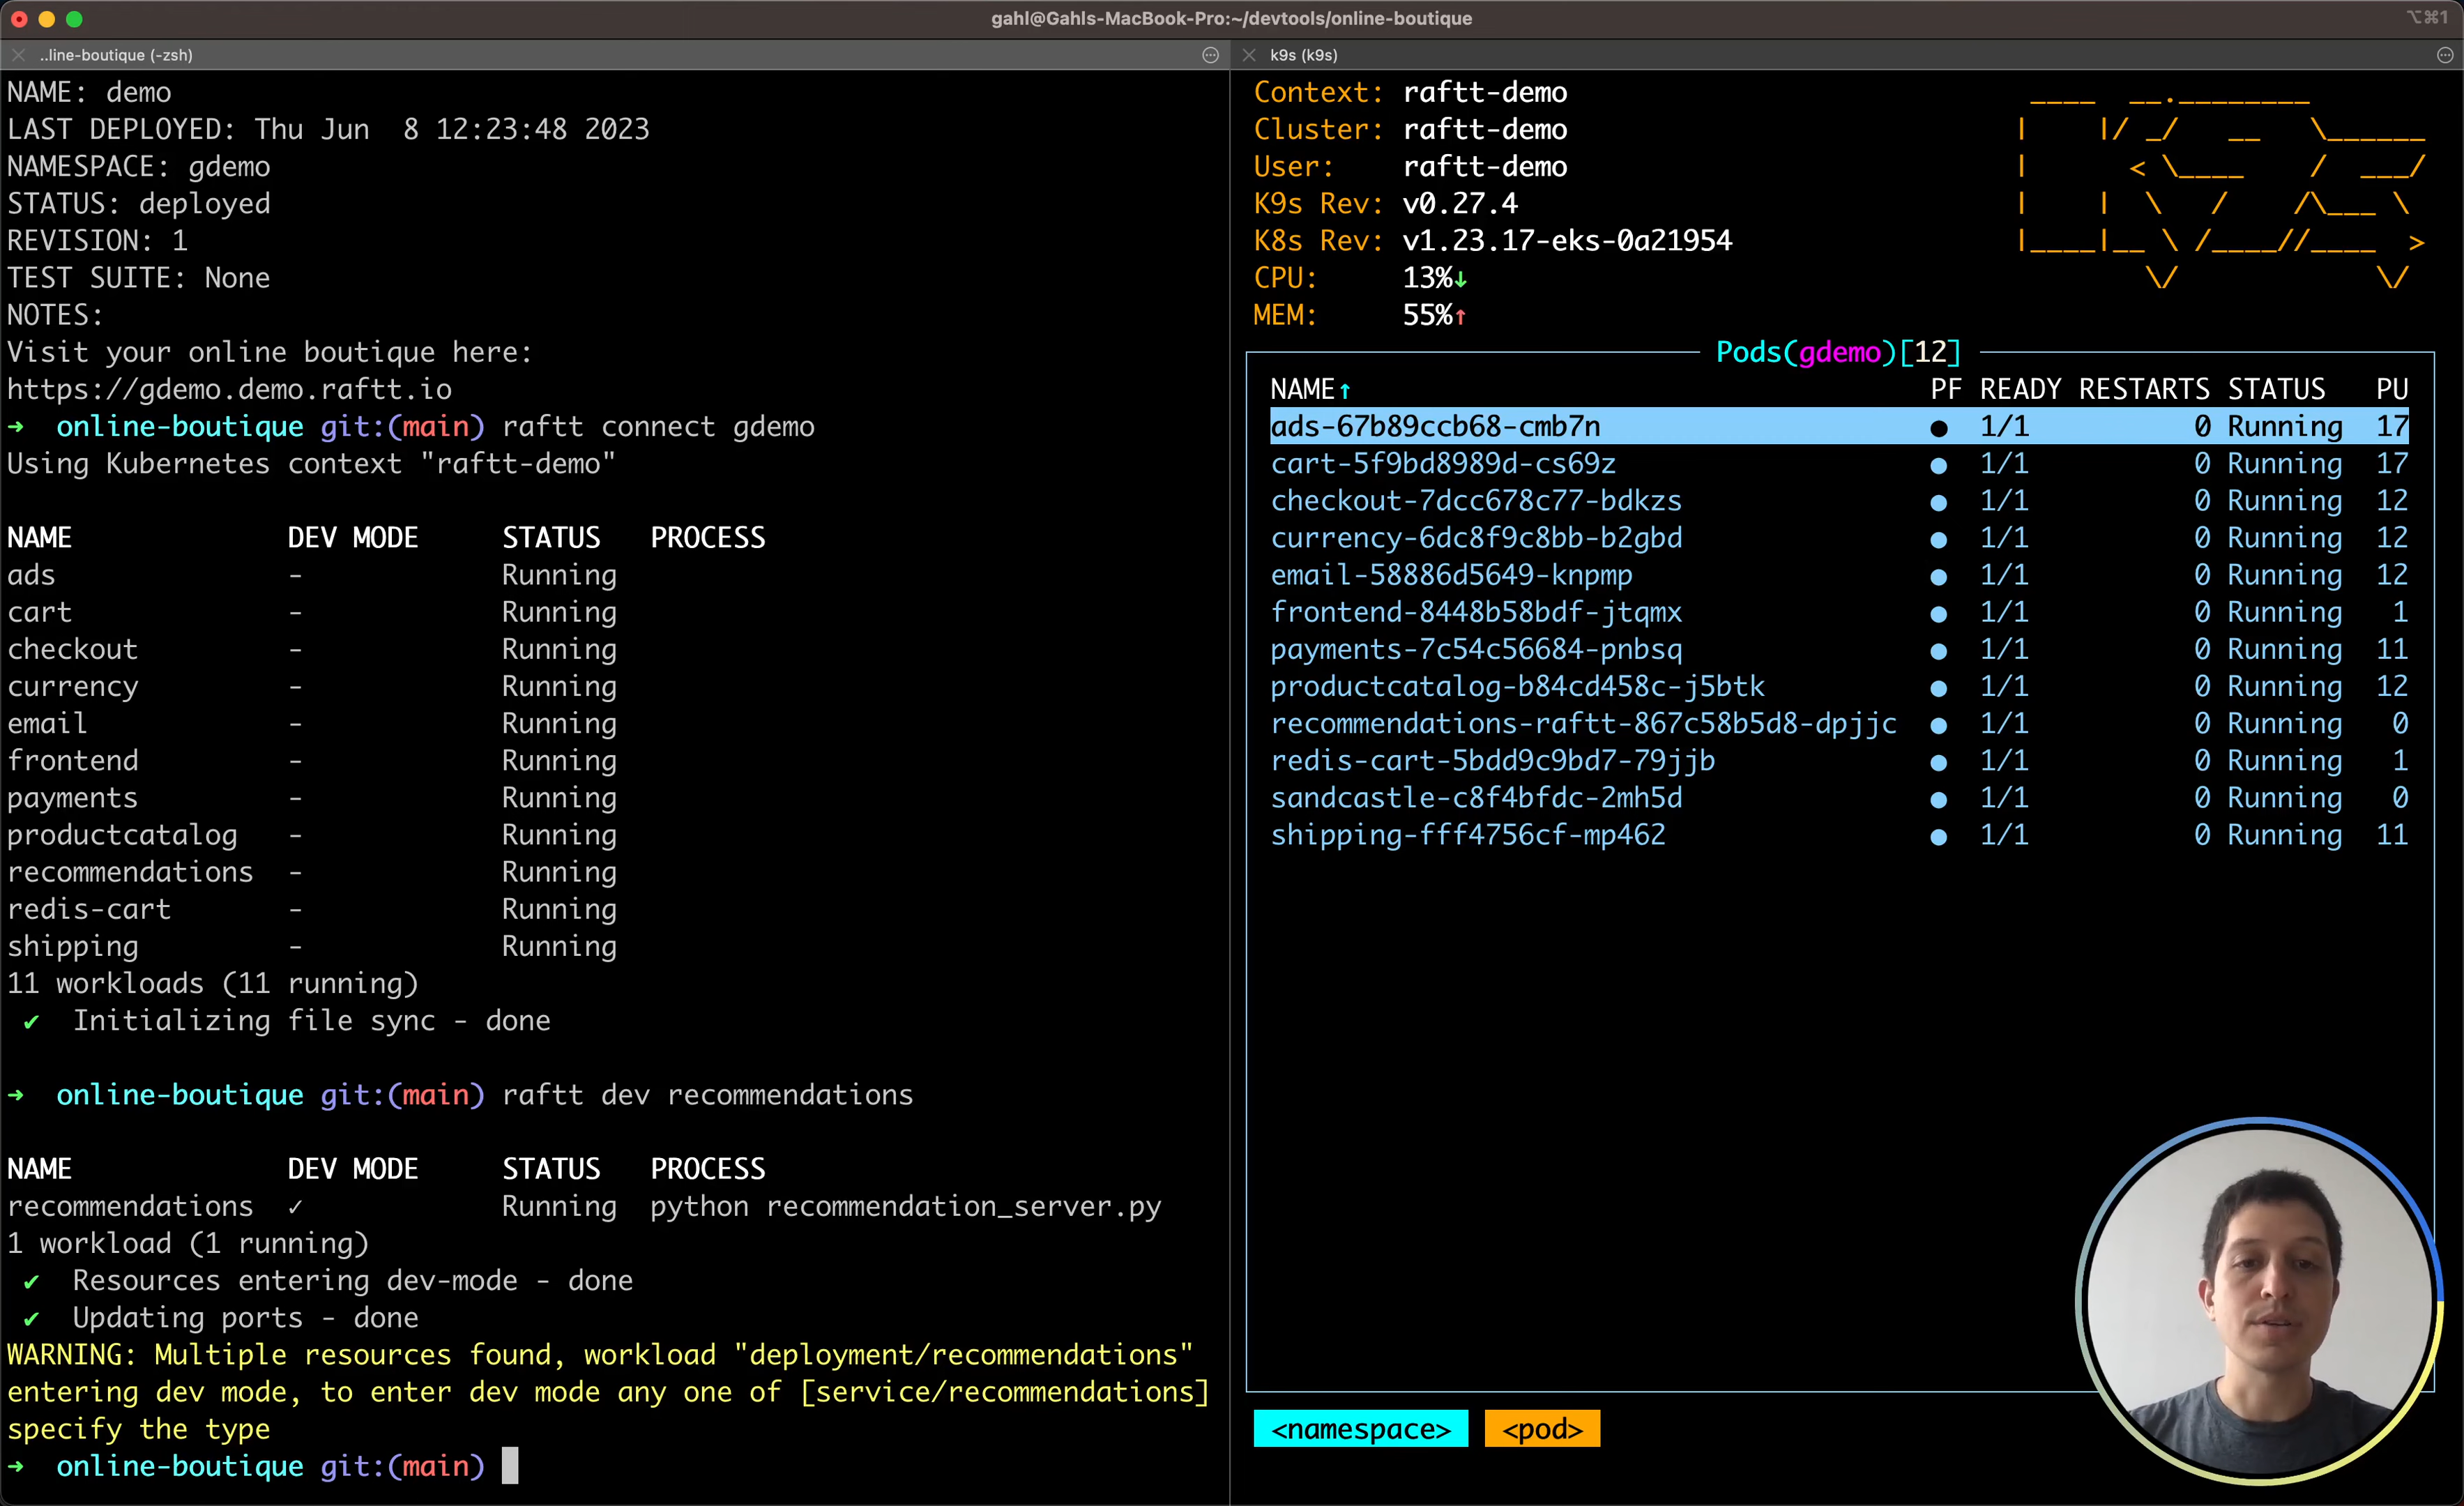 gahl@Gahls-MacBook-Pro:~/devtools/online-boutique
⌥⌘1
..line-boutique (-zsh)
NAME: demo
LAST DEPLOYED: Thu Jun  8 12:23:48 2023
NAMESPACE: gdemo
STATUS: deployed
REVISION: 1
TEST SUITE: None
NOTES:
Visit your online boutique here:
https://gdemo.demo.raftt.io
➜  online-boutique git:(main) raftt connect gdemo
Using Kubernetes context "raftt-demo"
NAME DEV MODE STATUS PROCESS
ads - Running
cart - Running
checkout - Running
currency - Running
email - Running
frontend - Running
payments - Running
productcatalog - Running
recommendations - Running
redis-cart - Running
shipping - Running
11 workloads (11 running)
✔ Initializing file sync - done
➜  online-boutique git:(main) raftt dev recommendations
NAME DEV MODE STATUS PROCESS
recommendations ✓ Running python recommendation_server.py
1 workload (1 running)
✔ Resources entering dev-mode - done
✔ Updating ports - done
WARNING: Multiple resources found, workload "deployment/recommendations"
entering dev mode, to enter dev mode any one of [service/recommendations]
specify the type
➜  online-boutique git:(main)
k9s (k9s)
Context: raftt-demo
Cluster: raftt-demo
User: raftt-demo
K9s Rev: v0.27.4
K8s Rev: v1.23.17-eks-0a21954
CPU: 13%↓
MEM: 55%↑
K9s
Pods(gdemo)[12]
NAME↑ PF READY RESTARTS STATUS PU
ads-67b89ccb68-cmb7n ● 1/1 0 Running 17
cart-5f9bd8989d-cs69z ● 1/1 0 Running 17
checkout-7dcc678c77-bdkzs ● 1/1 0 Running 12
currency-6dc8f9c8bb-b2gbd ● 1/1 0 Running 12
email-58886d5649-knpmp ● 1/1 0 Running 12
frontend-8448b58bdf-jtqmx ● 1/1 0 Running 1
payments-7c54c56684-pnbsq ● 1/1 0 Running 11
productcatalog-b84cd458c-j5btk ● 1/1 0 Running 12
recommendations-raftt-867c58b5d8-dpjjc ● 1/1 0 Running 0
redis-cart-5bdd9c9bd7-79jjb ● 1/1 0 Running 1
sandcastle-c8f4bfdc-2mh5d ● 1/1 0 Running 0
shipping-fff4756cf-mp462 ● 1/1 0 Running 11
<namespace> <pod>